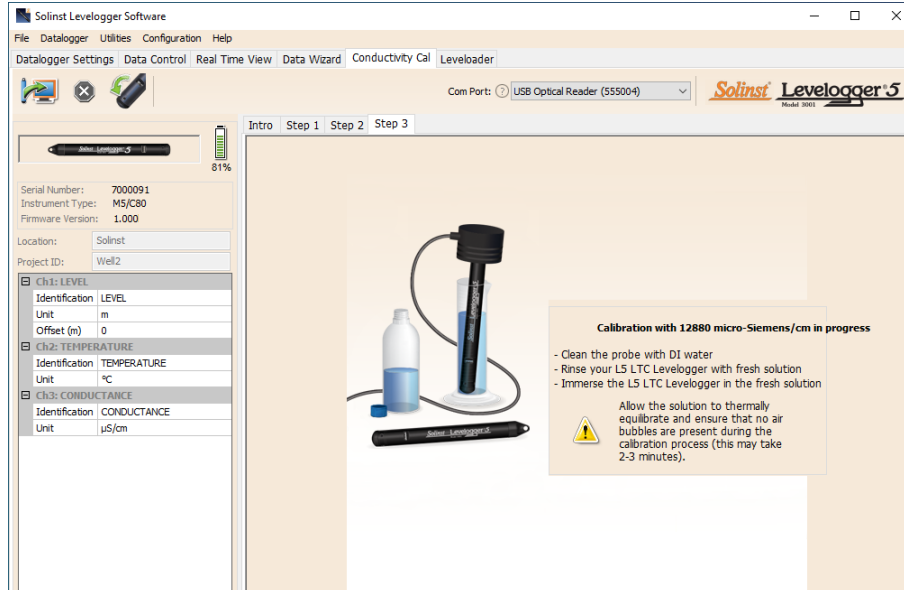 Solinst Levelogger Software
File Datalogger Utilities Configuration Help
Datalogger Settings Data Control Real Time View Data Wizard Conductivity Cal Leveloader
Com Port: ? USB Optical Reader (555004)
Solinst Levelogger 5
Model 3001
Intro Step 1 Step 2 Step 3
Solinst Levelogger 5
81%
Serial Number: 7000091
Instrument Type: M5/C80
Firmware Version: 1.000
Location: Solinst
Project ID: Well2
Ch1: LEVEL
Identification LEVEL
Unit m
Offset (m) 0
Ch2: TEMPERATURE
Identification TEMPERATURE
Unit °C
Ch3: CONDUCTANCE
Identification CONDUCTANCE
Unit µS/cm
Calibration with 12880 micro-Siemens/cm in progress
- Clean the probe with DI water
- Rinse your L5 LTC Levelogger with fresh solution
- Immerse the L5 LTC Levelogger in the fresh solution
Allow the solution to thermally
equilibrate and ensure that no air
bubbles are present during the
calibration process (this may take
2-3 minutes).
Solinst Levelogger 5